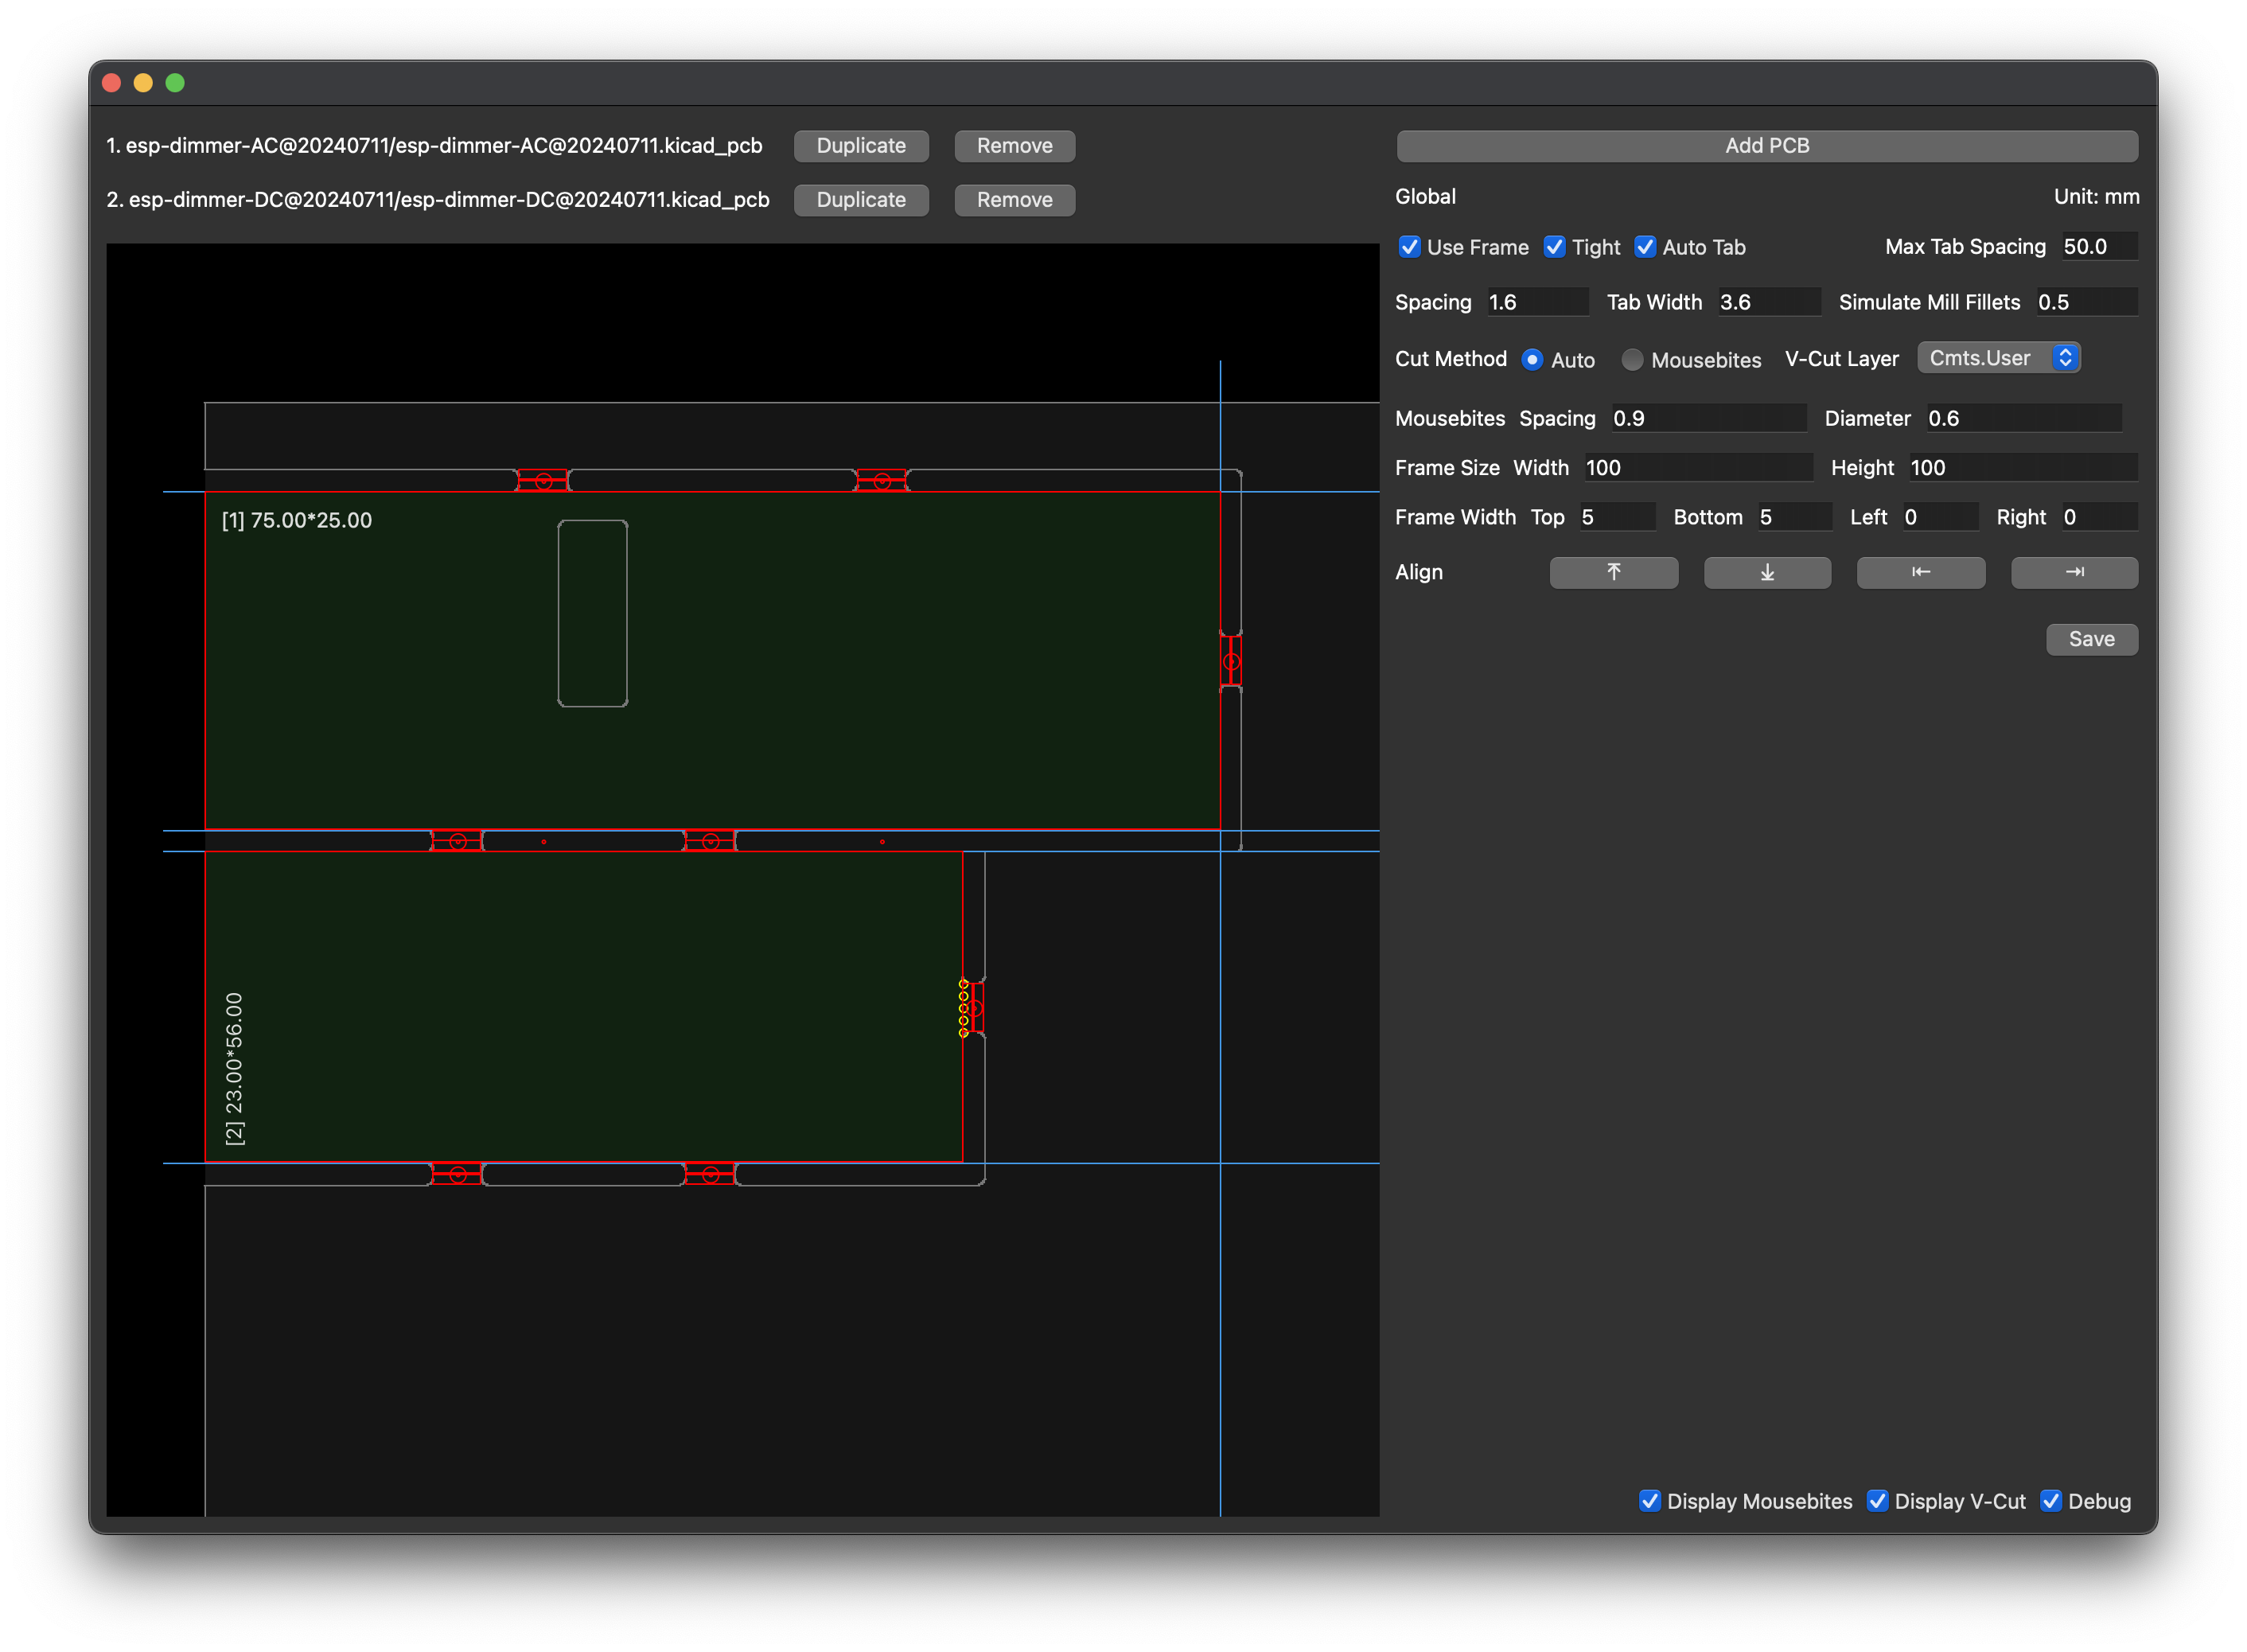 1. esp-dimmer-AC@20240711/esp-dimmer-AC@20240711.kicad_pcb Duplicate Remove
2. esp-dimmer-DC@20240711/esp-dimmer-DC@20240711.kicad_pcb Duplicate Remove
[1] 75.00*25.00
[2] 23.00*56.00
Add PCB
Global Unit: mm
Use Frame Tight Auto Tab Max Tab Spacing 50.0
Spacing 1.6 Tab Width 3.6 Simulate Mill Fillets 0.5
Cut Method Auto Mousebites V-Cut Layer Cmts.User
Mousebites Spacing 0.9 Diameter 0.6
Frame Size Width 100 Height 100
Frame Width Top 5 Bottom 5 Left 0 Right 0
Align
Save
Display Mousebites Display V-Cut Debug